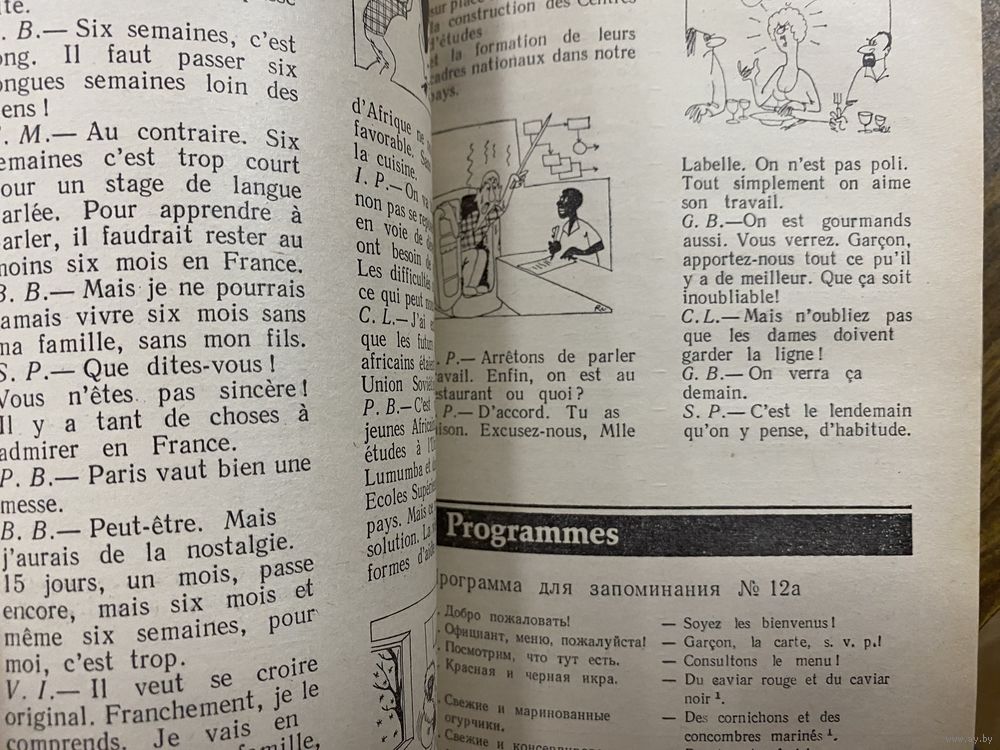 B. B.— Six semaines, c'est
long. Il faut passer six
longues semaines loin des
M.— Au contraire. Six
semaines c'est trop court
pour un stage de langue
parlée. Pour apprendre à
parler, il faudrait rester au
moins six mois en France.
B. B.— Mais je ne pourrais
jamais vivre six mois sans
ma famille, sans mon fils.
S. P.— Que dites-vous !
Vous n'êtes pas sincère !
Il y a tant de choses à
admirer en France.
P. B.— Paris vaut bien une
messe.
B. B.— Peut-être. Mais
j'aurais de la nostalgie.
15 jours, un mois, passe
encore, mais six mois et
même six semaines, pour
moi, c'est trop.
V. I.— Il veut se croire
original. Franchement, je le
comprends. Je vais en
famille,
d'Afrique ne
favorable. Sans
la cuisine.
I. P.— On va
non pas se
en voie de
ont besoin de
Les difficultés
ce qui peut
C. L.— J'ai
que les futurs
africains étaient
Union
P. B.— C'est
jeunes
études à
Lumumba et
Ecoles
pays. Mais ce
solution. La
formes d'aide
sur place
la construction des Centres
d'études
et la formation de leurs
cadres nationaux dans notre
pays.
P.— Arrêtons de parler
travail. Enfin, on est au
restaurant ou quoi ?
P.— D'accord. Tu as
raison. Excusez-nous, Mlle
Labelle. On n'est pas poli.
Tout simplement on aime
son travail.
G. B.—On est gourmands
aussi. Vous verrez. Garçon,
apportez-nous tout ce pu'il
y a de meilleur. Que ça soit
inoubliable!
C. L.— Mais n'oubliez pas
que les dames doivent
garder la ligne !
G. B.— On verra ça
demain.
S. P.— C'est le lendemain
qu'on y pense, d'habitude.
Programmes
Программа для запоминания № 12а
Добро пожаловать!
Официант, меню, пожалуйста!
Посмотрим, что тут есть.
Красная и черная икра.
Свежие и маринованные
огурчики.
Свежие и
— Soyez les bienvenus !
— Garçon, la carte, s. v. p.!
— Consultons le menu !
— Du caviar rouge et du caviar
noir ¹.
— Des cornichons et des
concombres marinés ¹.
www.ay.by